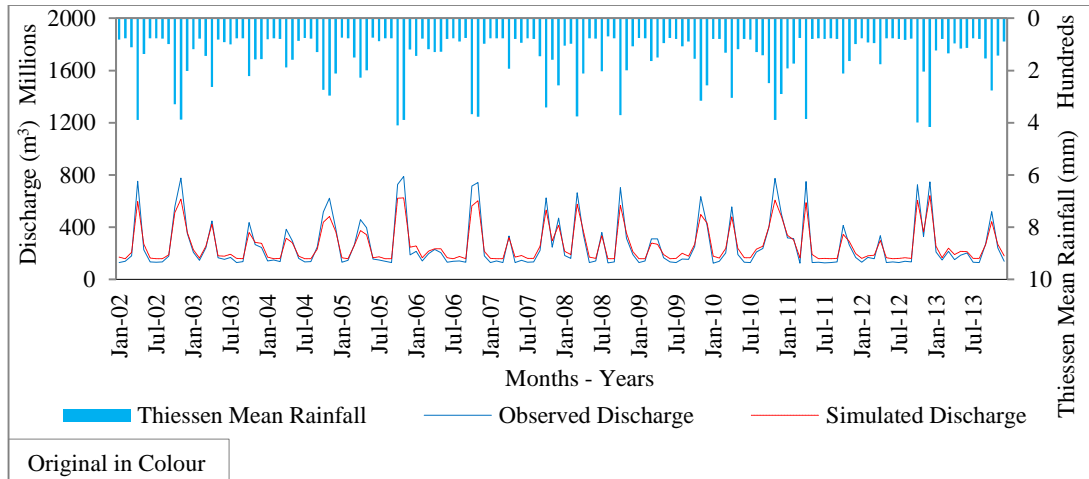 Discharge (m³) Millions
2000
1600
1200
800
400
0
0
2
4
6
8
10
Thiessen Mean Rainfall (mm) Hundreds
Jan-02
Jul-02
Jan-03
Jul-03
Jan-04
Jul-04
Jan-05
Jul-05
Jan-06
Jul-06
Jan-07
Jul-07
Jan-08
Jul-08
Jan-09
Jul-09
Jan-10
Jul-10
Jan-11
Jul-11
Jan-12
Jul-12
Jan-13
Jul-13
Months - Years
Thiessen Mean Rainfall
Observed Discharge
Simulated Discharge
Original in Colour